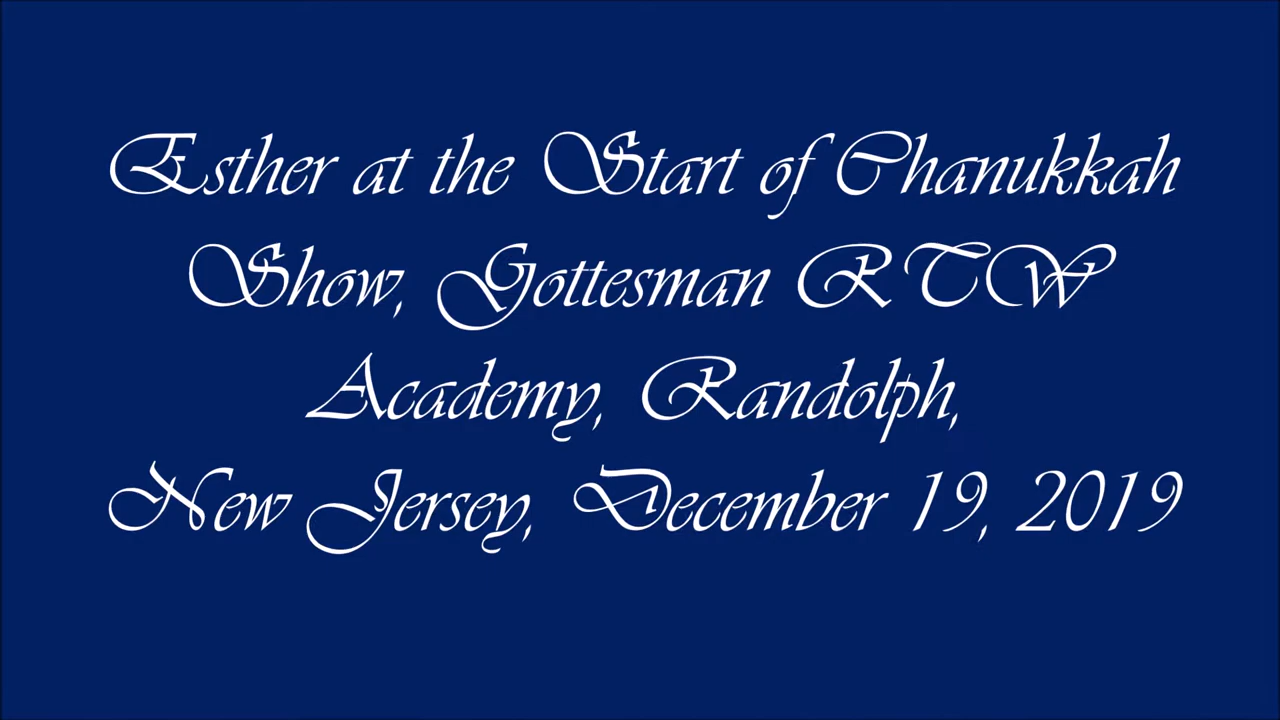 Esther at the Start of Chanukkah
Show, Gottesman RTW
Academy, Randolph,
New Jersey, December 19, 2019